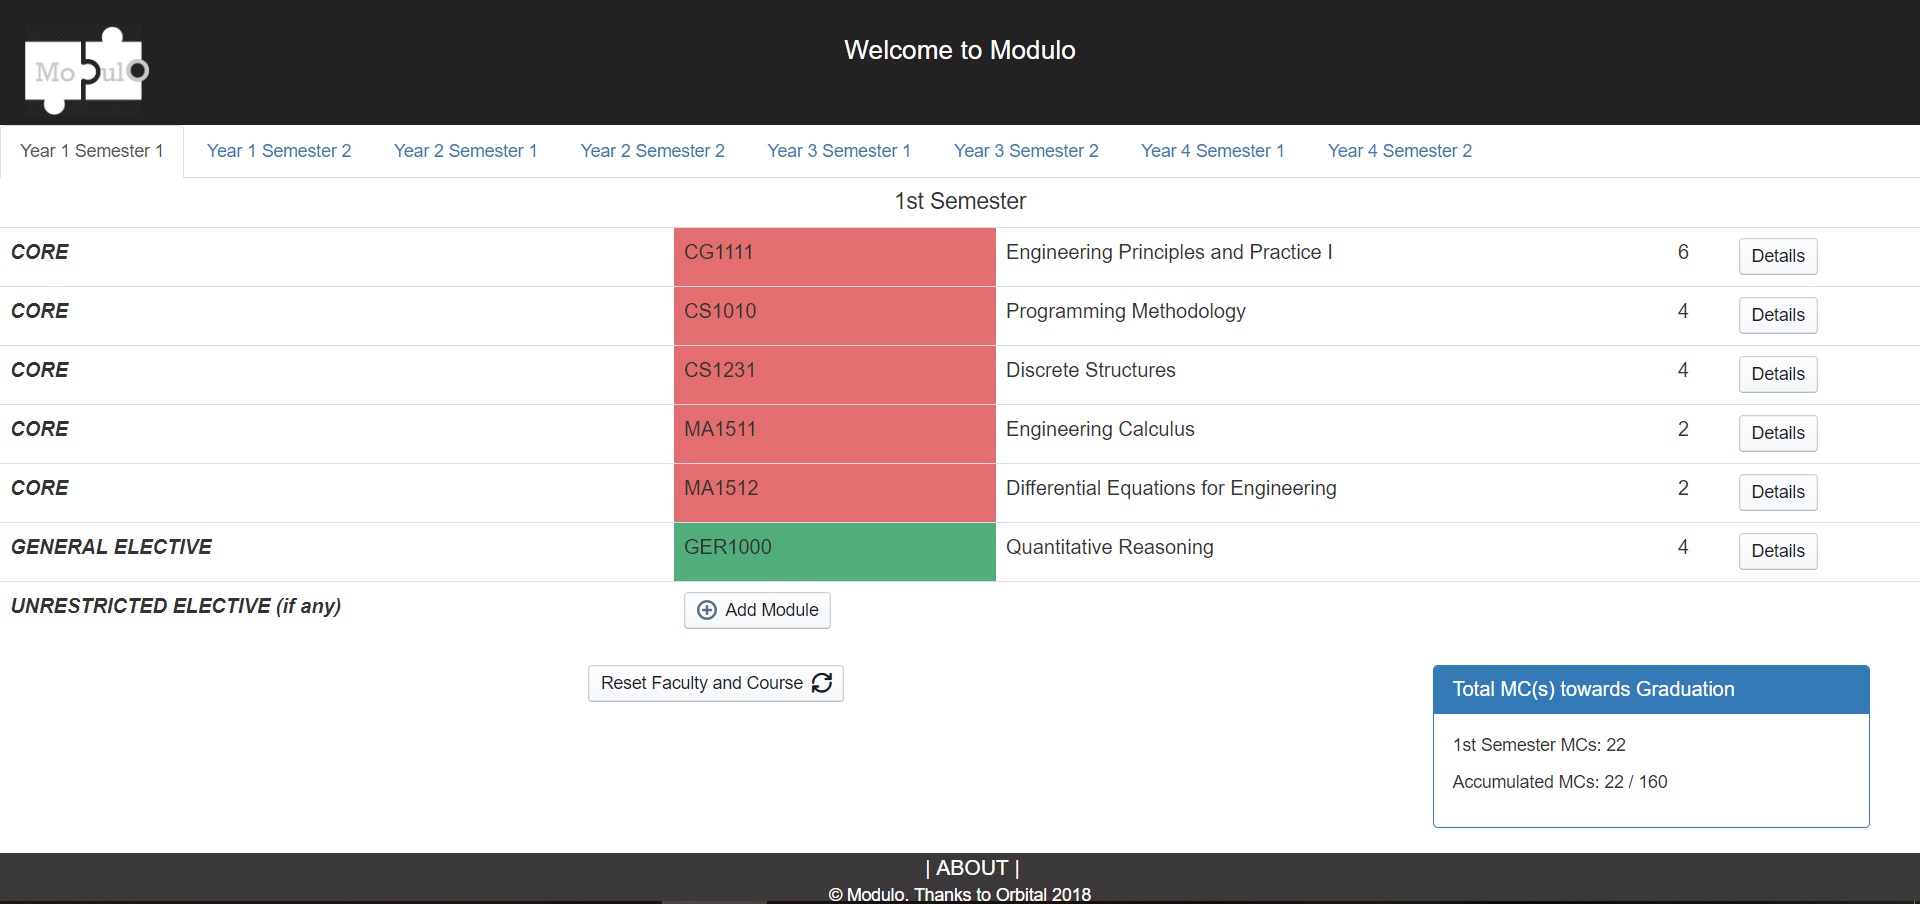 Modulo
Welcome to Modulo
Year 1 Semester 1 Year 1 Semester 2 Year 2 Semester 1 Year 2 Semester 2 Year 3 Semester 1 Year 3 Semester 2 Year 4 Semester 1 Year 4 Semester 2
1st Semester
CORE CG1111 Engineering Principles and Practice I 6 Details
CORE CS1010 Programming Methodology 4 Details
CORE CS1231 Discrete Structures 4 Details
CORE MA1511 Engineering Calculus 2 Details
CORE MA1512 Differential Equations for Engineering 2 Details
GENERAL ELECTIVE GER1000 Quantitative Reasoning 4 Details
UNRESTRICTED ELECTIVE (if any) Add Module
Reset Faculty and Course
Total MC(s) towards Graduation
1st Semester MCs: 22
Accumulated MCs: 22 / 160
| ABOUT |
© Modulo. Thanks to Orbital 2018